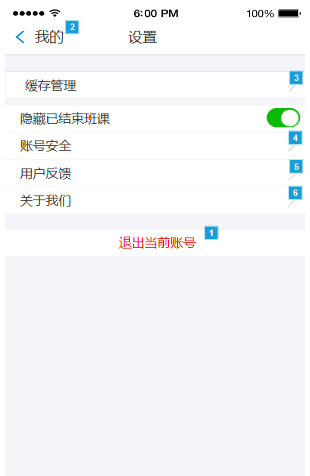 6:00 PM 100%
我的 2 设置
缓存管理 3
隐藏已结束班课
账号安全 4
用户反馈 5
关于我们 6
退出当前账号 1